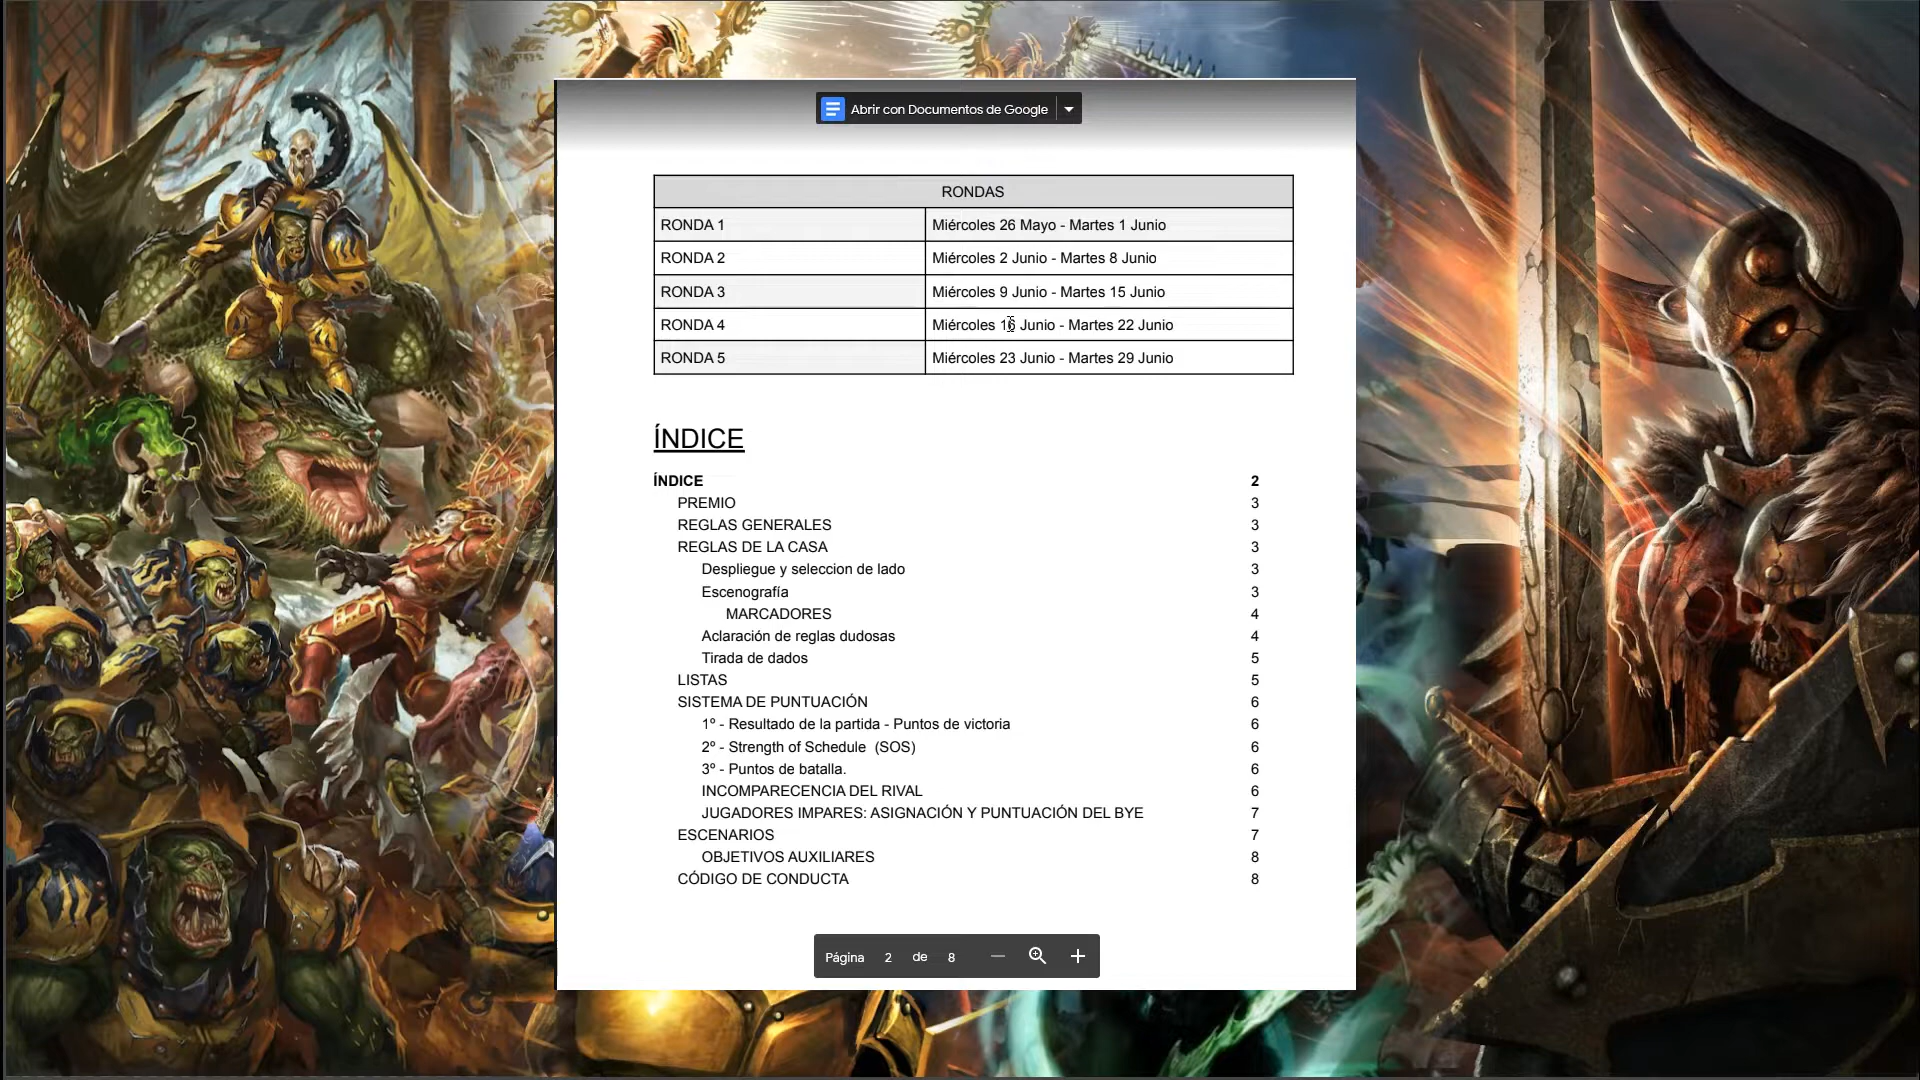 Abrir con Documentos de Google
RONDAS
RONDA 1 Miércoles 26 Mayo - Martes 1 Junio
RONDA 2 Miércoles 2 Junio - Martes 8 Junio
RONDA 3 Miércoles 9 Junio - Martes 15 Junio
RONDA 4 Miércoles 16 Junio - Martes 22 Junio
RONDA 5 Miércoles 23 Junio - Martes 29 Junio
ÍNDICE
ÍNDICE 2
PREMIO 3
REGLAS GENERALES 3
REGLAS DE LA CASA 3
Despliegue y seleccion de lado 3
Escenografía 3
MARCADORES 4
Aclaración de reglas dudosas 4
Tirada de dados 5
LISTAS 5
SISTEMA DE PUNTUACIÓN 6
1º - Resultado de la partida - Puntos de victoria 6
2º - Strength of Schedule (SOS) 6
3º - Puntos de batalla. 6
INCOMPARECENCIA DEL RIVAL 6
JUGADORES IMPARES: ASIGNACIÓN Y PUNTUACIÓN DEL BYE 7
ESCENARIOS 7
OBJETIVOS AUXILIARES 8
CÓDIGO DE CONDUCTA 8
Página 2 de 8